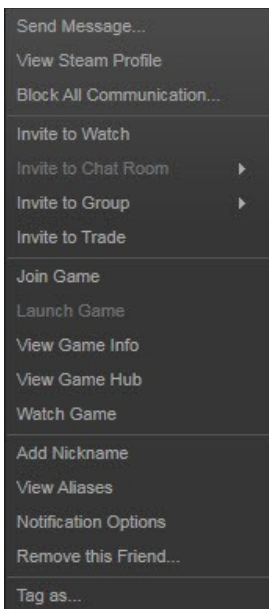 Send Message...
View Steam Profile
Block All Communication...
Invite to Watch
Invite to Chat Room
Invite to Group
Invite to Trade
Join Game
Launch Game
View Game Info
View Game Hub
Watch Game
Add Nickname
View Aliases
Notification Options
Remove this Friend...
Tag as...